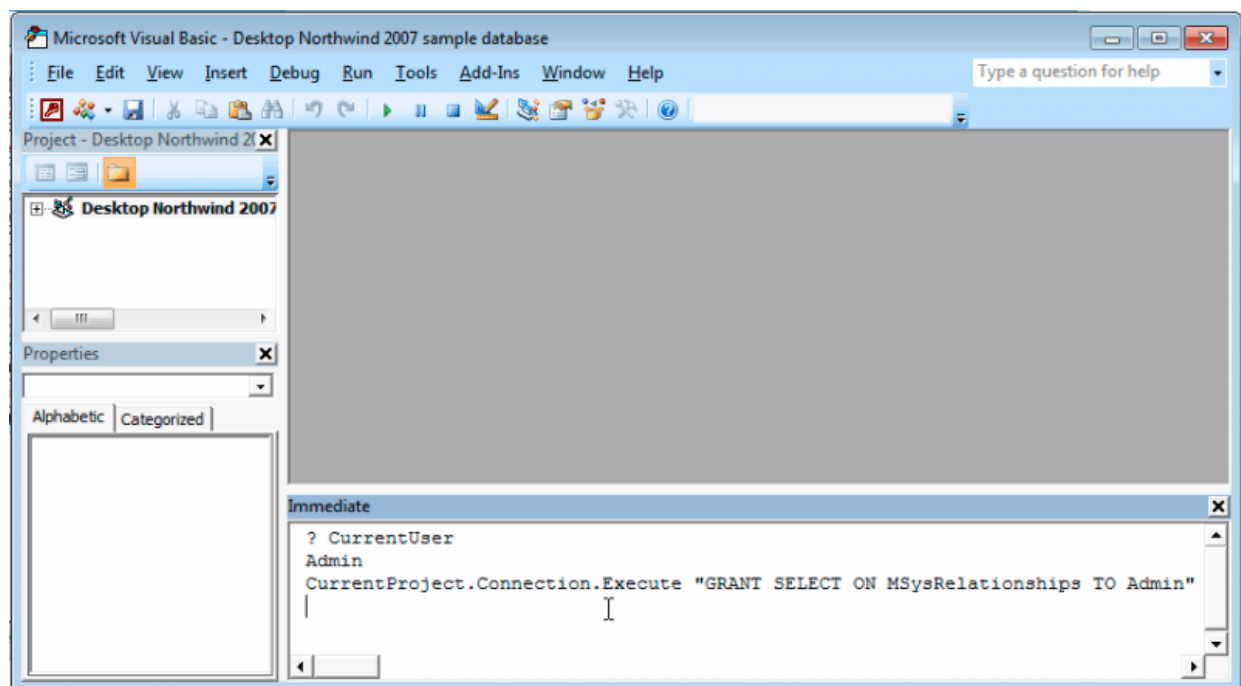 Microsoft Visual Basic - Desktop Northwind 2007 sample database
File Edit View Insert Debug Run Tools Add-Ins Window Help
Type a question for help
Project - Desktop Northwind 20
Desktop Northwind 2007
Properties
Alphabetic Categorized
Immediate
? CurrentUser
Admin
CurrentProject.Connection.Execute "GRANT SELECT ON MSysRelationships TO Admin"